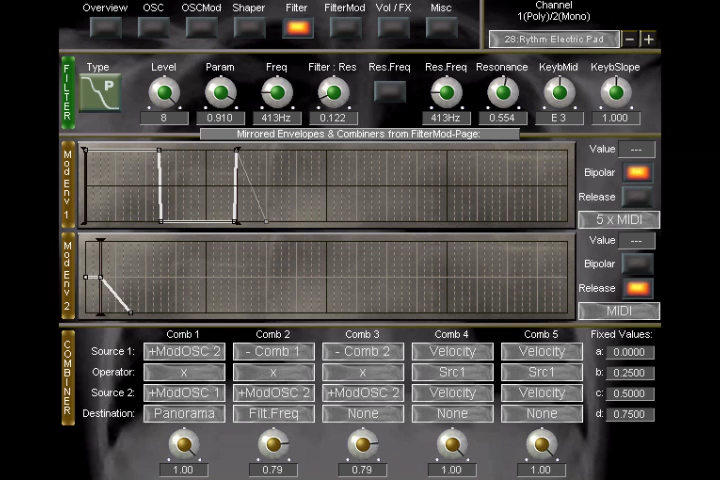 Overview OSC OSCMod Shaper Filter FilterMod Vol / FX Misc
Channel
1(Poly)/2(Mono)
28:Rythm Electric Pad − +
FILTER
Type Level Param Freq Filter : Res Res.Freq Res.Freq Resonance KeybMid KeybSlope
P
8 0.910 413Hz 0.122 413Hz 0.554 E 3 1.000
Mirrored Envelopes & Combiners from FilterMod-Page:
Mod Env 1
Value ---
Bipolar
Release
5 x MIDI
Mod Env 2
Value ---
Bipolar
Release
MIDI
COMBINER
Comb 1 Comb 2 Comb 3 Comb 4 Comb 5 Fixed Values:
Source 1: +ModOSC 2 - Comb 1 - Comb 2 Velocity Velocity a: 0.0000
Operator: x x x Src1 Src1 b: 0.2500
Source 2: +ModOSC 1 +ModOSC 2 +ModOSC 2 Velocity Velocity c: 0.5000
Destination: Panorama Filt.Freq None None None d: 0.7500
1.00 0.79 0.79 1.00 1.00